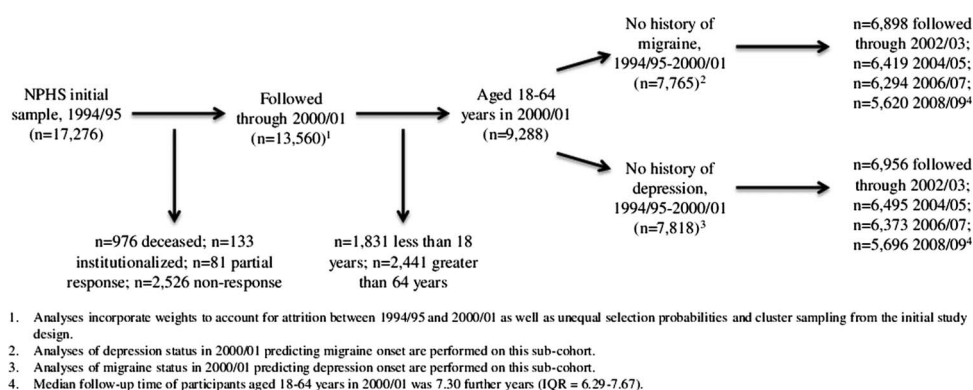 NPHS initial
sample, 1994/95
(n=17,276)
Followed
through 2000/01
(n=13,560)¹
Aged 18-64
years in 2000/01
(n=9,288)
No history of
migraine,
1994/95-2000/01
(n=7,765)²
n=6,898 followed
through 2002/03;
n=6,419 2004/05;
n=6,294 2006/07;
n=5,620 2008/09⁴
No history of
depression,
1994/95-2000/01
(n=7,818)³
n=6,956 followed
through 2002/03;
n=6,495 2004/05;
n=6,373 2006/07;
n=5,696 2008/09⁴
n=976 deceased; n=133
institutionalized; n=81 partial
response; n=2,526 non-response
n=1,831 less than 18
years; n=2,441 greater
than 64 years
1. Analyses incorporate weights to account for attrition between 1994/95 and 2000/01 as well as unequal selection probabilities and cluster sampling from the initial study
design.
2. Analyses of depression status in 2000/01 predicting migraine onset are performed on this sub-cohort.
3. Analyses of migraine status in 2000/01 predicting depression onset are performed on this sub-cohort.
4. Median follow-up time of participants aged 18-64 years in 2000/01 was 7.30 further years (IQR = 6.29-7.67).